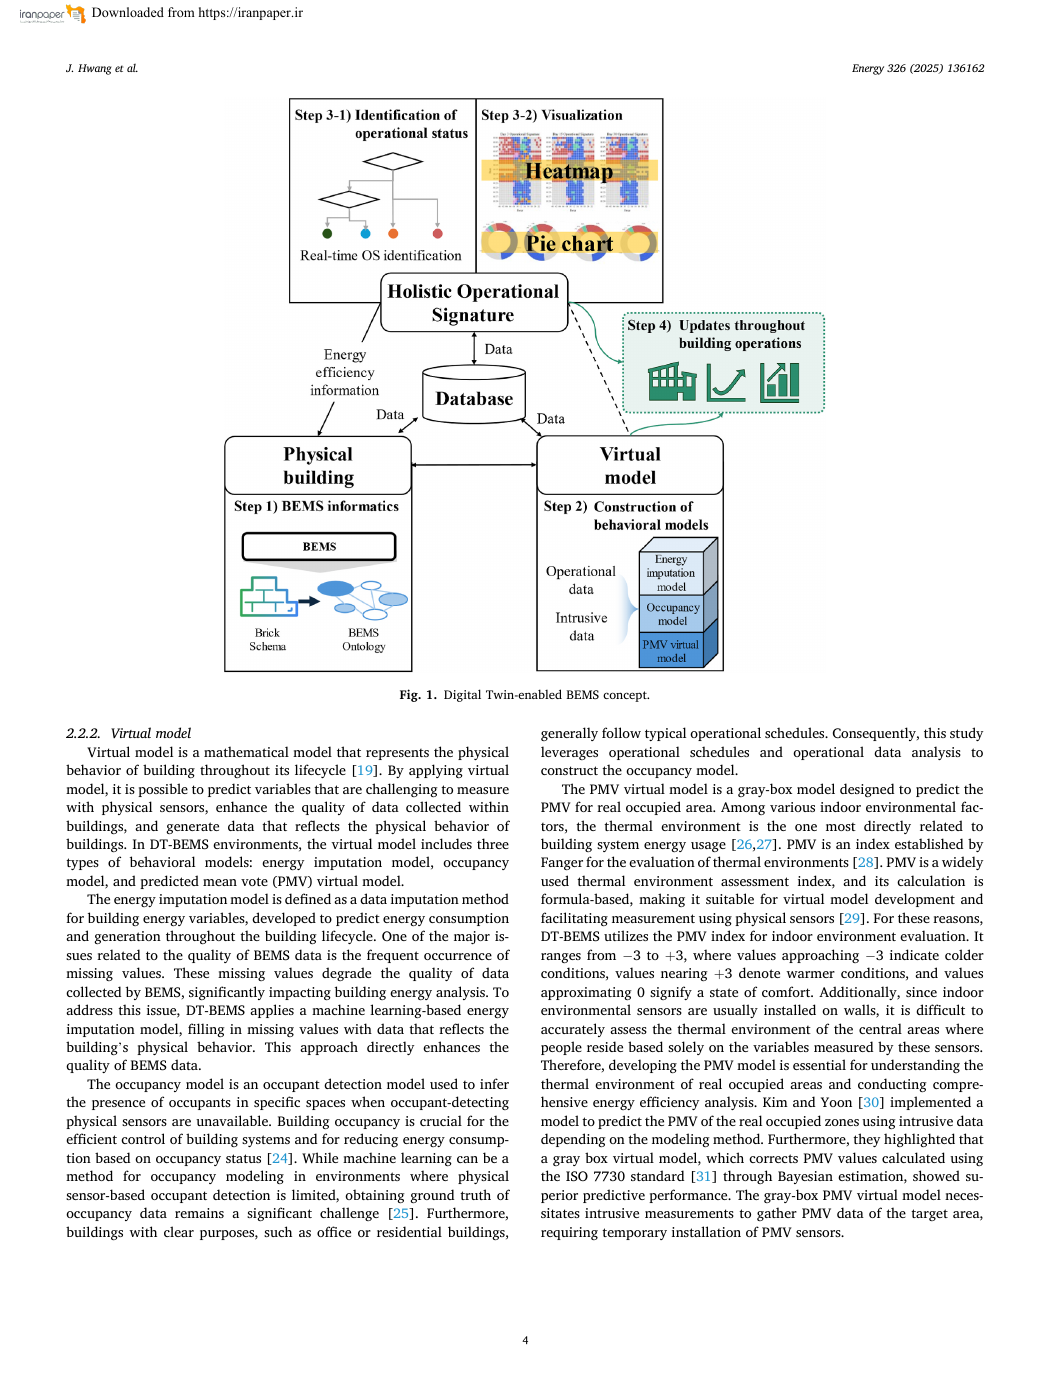 iranpaper Downloaded from https://iranpaper.ir
J. Hwang et al.
Energy 326 (2025) 136162
Step 3-1) Identification of
operational status
Real-time OS identification
Step 3-2) Visualization
Heatmap
Pie chart
Holistic Operational
Signature
Step 4) Updates throughout
building operations
Energy
efficiency
information
Data
Database
Data
Data
Physical
building
Virtual
model
Step 1) BEMS informatics
BEMS
Brick
Schema
BEMS
Ontology
Step 2) Construction of
behavioral models
Operational
data
Intrusive
data
Energy
imputation
model
Occupancy
model
PMV virtual
model
Fig. 1. Digital Twin-enabled BEMS concept.
2.2.2. Virtual model
Virtual model is a mathematical model that represents the physical
behavior of building throughout its lifecycle [19]. By applying virtual
model, it is possible to predict variables that are challenging to measure
with physical sensors, enhance the quality of data collected within
buildings, and generate data that reflects the physical behavior of
buildings. In DT-BEMS environments, the virtual model includes three
types of behavioral models: energy imputation model, occupancy
model, and predicted mean vote (PMV) virtual model.
The energy imputation model is defined as a data imputation method
for building energy variables, developed to predict energy consumption
and generation throughout the building lifecycle. One of the major is-
sues related to the quality of BEMS data is the frequent occurrence of
missing values. These missing values degrade the quality of data
collected by BEMS, significantly impacting building energy analysis. To
address this issue, DT-BEMS applies a machine learning-based energy
imputation model, filling in missing values with data that reflects the
building's physical behavior. This approach directly enhances the
quality of BEMS data.
The occupancy model is an occupant detection model used to infer
the presence of occupants in specific spaces when occupant-detecting
physical sensors are unavailable. Building occupancy is crucial for the
efficient control of building systems and for reducing energy consump-
tion based on occupancy status [24]. While machine learning can be a
method for occupancy modeling in environments where physical
sensor-based occupant detection is limited, obtaining ground truth of
occupancy data remains a significant challenge [25]. Furthermore,
buildings with clear purposes, such as office or residential buildings,
generally follow typical operational schedules. Consequently, this study
leverages operational schedules and operational data analysis to
construct the occupancy model.
The PMV virtual model is a gray-box model designed to predict the
PMV for real occupied area. Among various indoor environmental fac-
tors, the thermal environment is the one most directly related to
building system energy usage [26,27]. PMV is an index established by
Fanger for the evaluation of thermal environments [28]. PMV is a widely
used thermal environment assessment index, and its calculation is
formula-based, making it suitable for virtual model development and
facilitating measurement using physical sensors [29]. For these reasons,
DT-BEMS utilizes the PMV index for indoor environment evaluation. It
ranges from −3 to +3, where values approaching −3 indicate colder
conditions, values nearing +3 denote warmer conditions, and values
approximating 0 signify a state of comfort. Additionally, since indoor
environmental sensors are usually installed on walls, it is difficult to
accurately assess the thermal environment of the central areas where
people reside based solely on the variables measured by these sensors.
Therefore, developing the PMV model is essential for understanding the
thermal environment of real occupied areas and conducting compre-
hensive energy efficiency analysis. Kim and Yoon [30] implemented a
model to predict the PMV of the real occupied zones using intrusive data
depending on the modeling method. Furthermore, they highlighted that
a gray box virtual model, which corrects PMV values calculated using
the ISO 7730 standard [31] through Bayesian estimation, showed su-
perior predictive performance. The gray-box PMV virtual model neces-
sitates intrusive measurements to gather PMV data of the target area,
requiring temporary installation of PMV sensors.
4